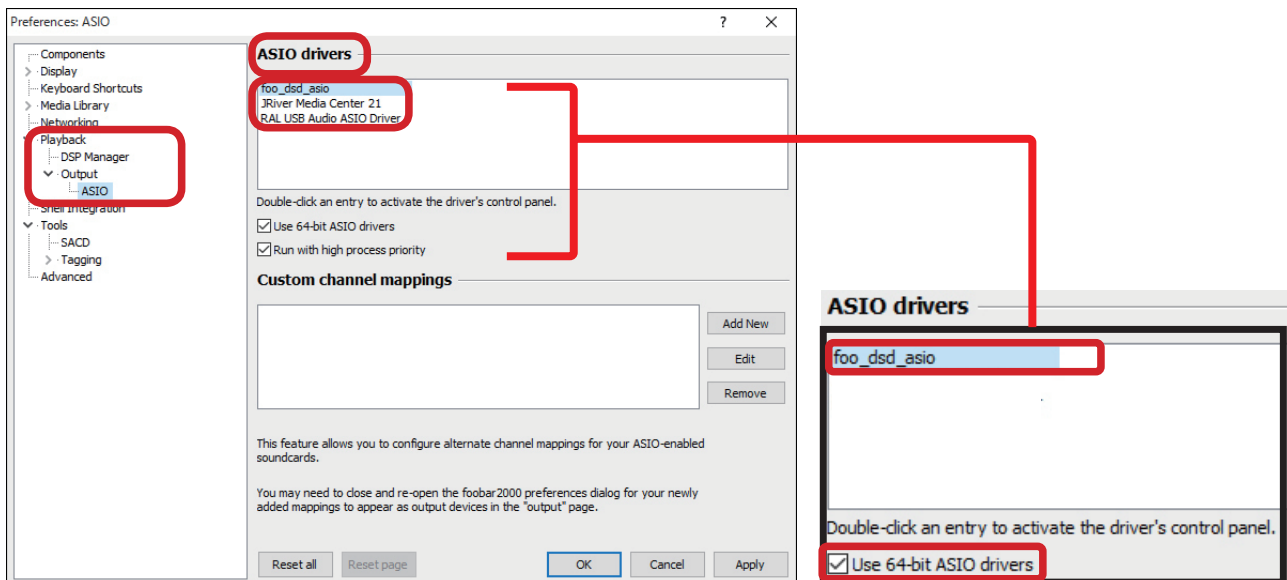 Preferences: ASIO
?
X
Components
Display
Keyboard Shortcuts
Media Library
Networking
Playback
DSP Manager
Output
ASIO
Shell Integration
Tools
SACD
Tagging
Advanced
ASIO drivers
foo_dsd_asio
JRiver Media Center 21
RAL USB Audio ASIO Driver
Double-click an entry to activate the driver's control panel.
Use 64-bit ASIO drivers
Run with high process priority
Custom channel mappings
Add New
Edit
Remove
This feature allows you to configure alternate channel mappings for your ASIO-enabled
soundcards.
You may need to close and re-open the foobar2000 preferences dialog for your newly
added mappings to appear as output devices in the "output" page.
Reset all
Reset page
OK
Cancel
Apply
ASIO drivers
foo_dsd_asio
Double-click an entry to activate the driver's control panel.
Use 64-bit ASIO drivers